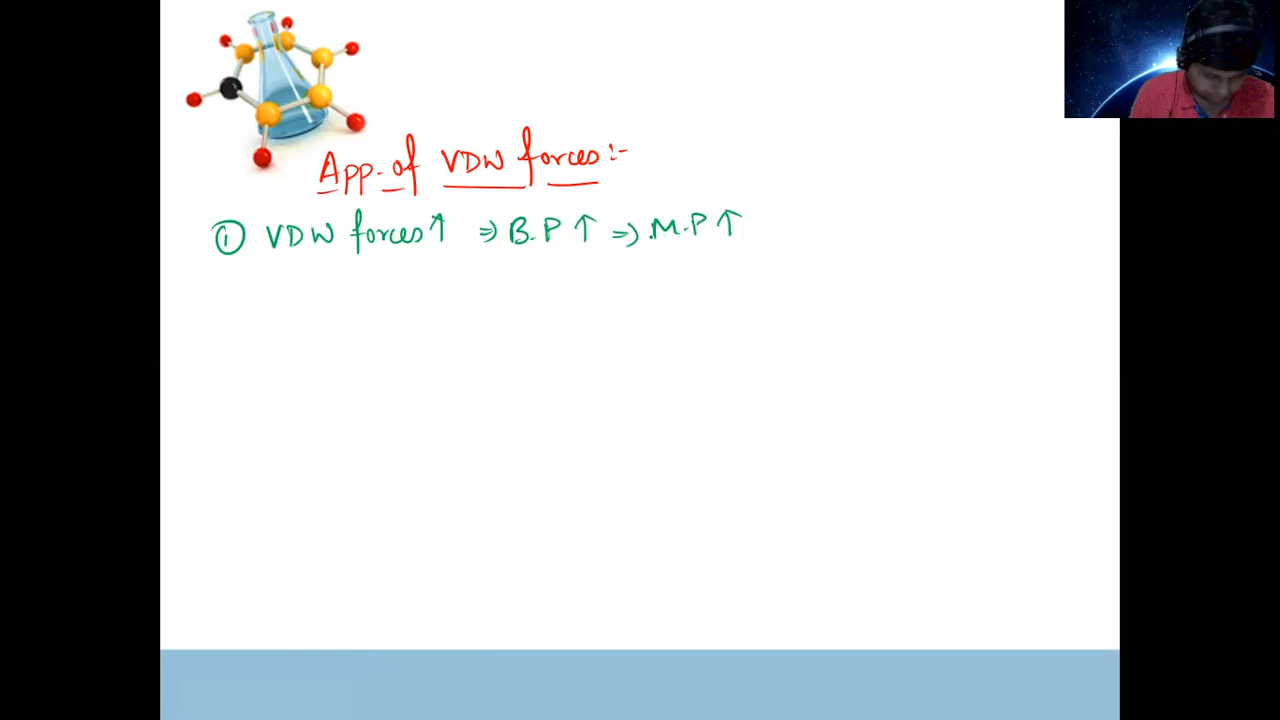 App. of VDW forces :-
① VDW forces ↑ ⇒ B.P ↑ ⇒ M.P ↑